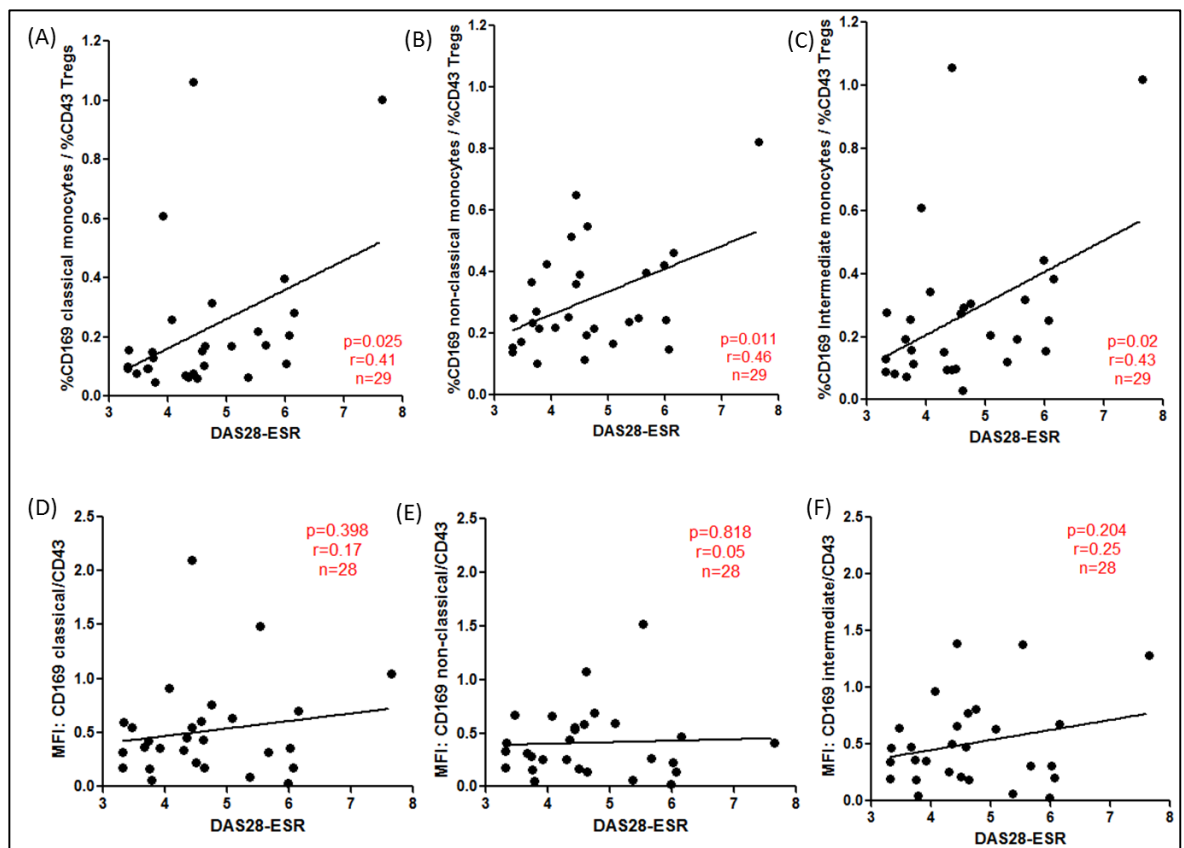 (A)
%CD169 classical monocytes / %CD43 Tregs
1.2
1.0
0.8
0.6
0.4
0.2
0.0
3 4 5 6 7 8
DAS28-ESR
p=0.025
r=0.41
n=29
(B)
%CD169 non-classical monocytes / %CD43 Tregs
1.2
1.0
0.8
0.6
0.4
0.2
0.0
3 4 5 6 7 8
DAS28-ESR
p=0.011
r=0.46
n=29
(C)
%CD169 Intermediate monocytes / %CD43 Tregs
1.2
1.0
0.8
0.6
0.4
0.2
0.0
3 4 5 6 7 8
DAS28-ESR
p=0.02
r=0.43
n=29
(D)
MFI: CD169 classical/CD43
2.5
2.0
1.5
1.0
0.5
0.0
3 4 5 6 7 8
DAS28-ESR
p=0.398
r=0.17
n=28
(E)
MFI: CD169 non-classical/CD43
2.5
2.0
1.5
1.0
0.5
0.0
3 4 5 6 7 8
DAS28-ESR
p=0.818
r=0.05
n=28
(F)
MFI: CD169 intermediate/CD43
2.5
2.0
1.5
1.0
0.5
0.0
3 4 5 6 7 8
DAS28-ESR
p=0.204
r=0.25
n=28